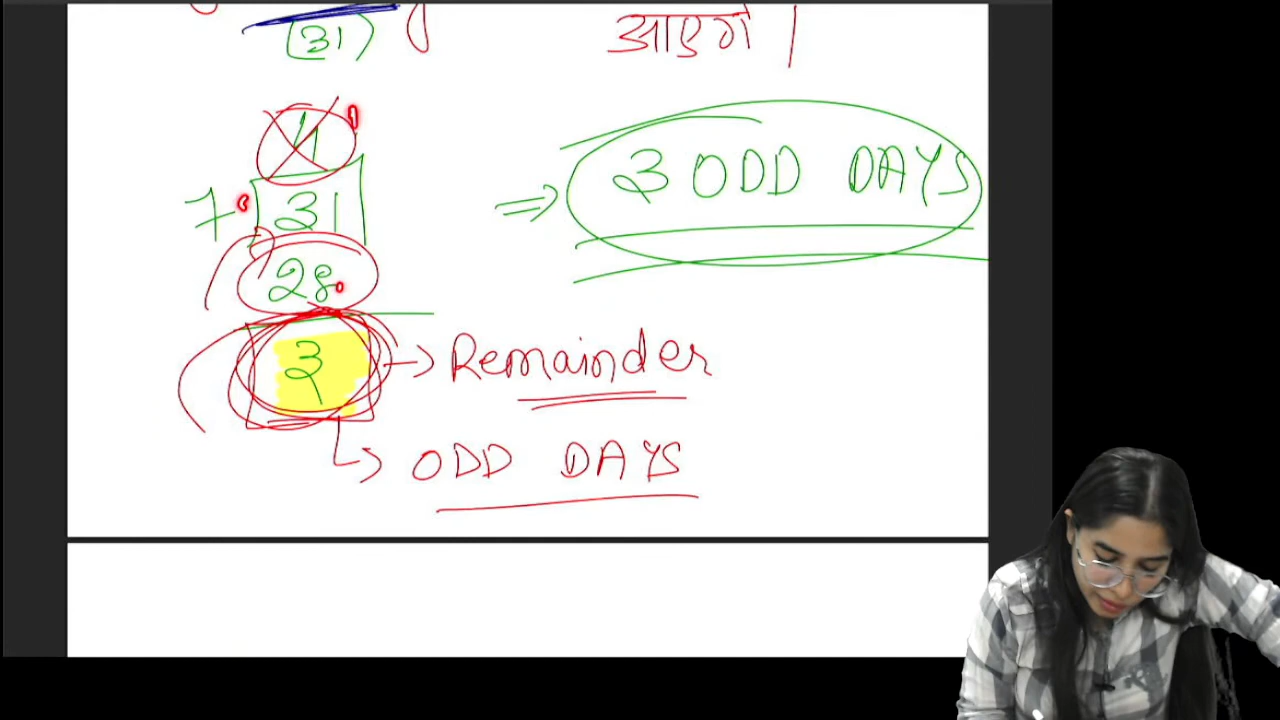 (31)
आएगे |
4
7 31
28
3 → Remainder
↳ ODD DAYS
⇒ 3 ODD DAYS